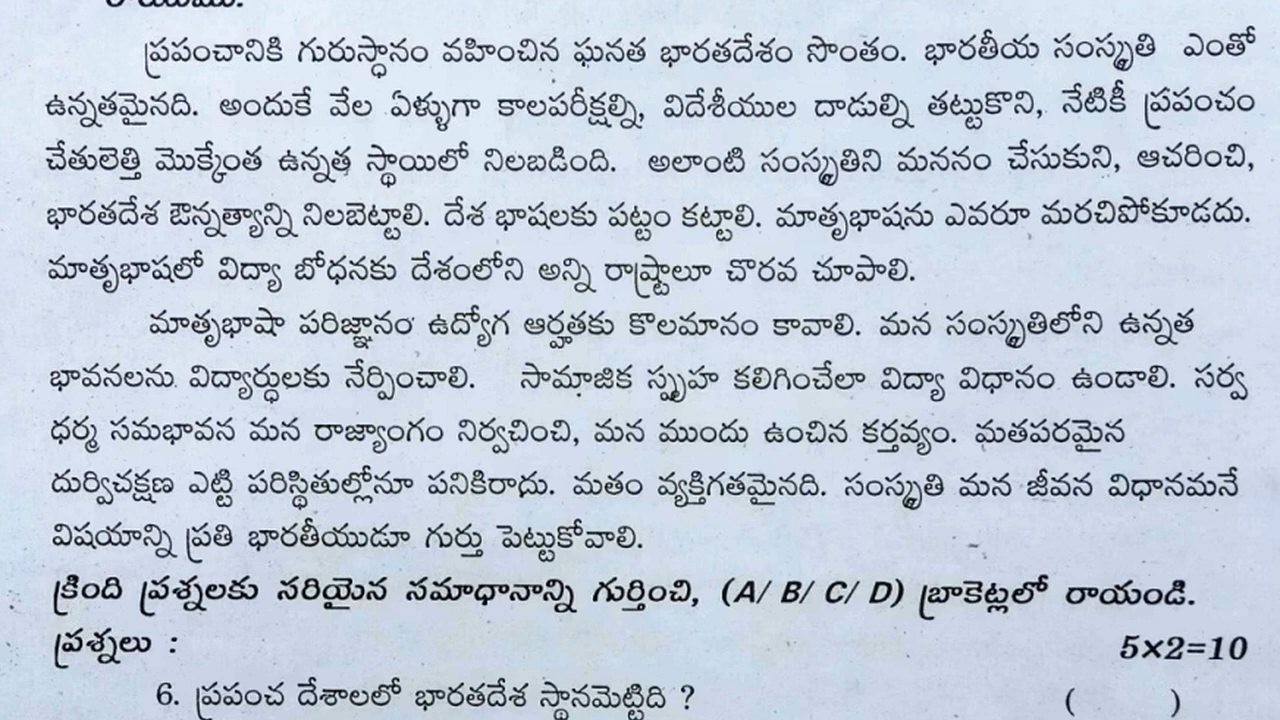 ప్రపంచానికి గురుస్థానం వహించిన ఘనత భారతదేశం సొంతం. భారతీయ సంస్కృతి ఎంతో
ఉన్నతమైనది. అందుకే వేల ఏళ్ళుగా కాలపరీక్షల్ని, విదేశీయుల దాడుల్ని తట్టుకొని, నేటికీ ప్రపంచం
చేతులెత్తి మొక్కేంత ఉన్నత స్థాయిలో నిలబడింది. అలాంటి సంస్కృతిని మననం చేసుకుని, ఆచరించి,
భారతదేశ ఔన్నత్యాన్ని నిలబెట్టాలి. దేశ భాషలకు పట్టం కట్టాలి. మాతృభాషను ఎవరూ మరచిపోకూడదు.
మాతృభాషలో విద్యా బోధనకు దేశంలోని అన్ని రాష్ట్రాలూ చొరవ చూపాలి.
మాతృభాషా పరిజ్ఞానం ఉద్యోగ ఆర్హతకు కొలమానం కావాలి. మన సంస్కృతిలోని ఉన్నత
భావనలను విద్యార్థులకు నేర్పించాలి. సామాజిక స్పృహ కలిగించేలా విద్యా విధానం ఉండాలి. సర్వ
ధర్మ సమభావన మన రాజ్యాంగం నిర్వచించి, మన ముందు ఉంచిన కర్తవ్యం. మతపరమైన
దుర్విచక్షణ ఎట్టి పరిస్థితుల్లోనూ పనికిరాదు. మతం వ్యక్తిగతమైనది. సంస్కృతి మన జీవన విధానమనే
విషయాన్ని ప్రతి భారతీయుడూ గుర్తు పెట్టుకోవాలి.
క్రింది ప్రశ్నలకు సరియైన సమాధానాన్ని గుర్తించి, (A/ B/ C/ D) బ్రాకెట్లలో రాయండి.
ప్రశ్నలు : 5×2=10
6. ప్రపంచ దేశాలలో భారతదేశ స్థానమెట్టిది ? ( )